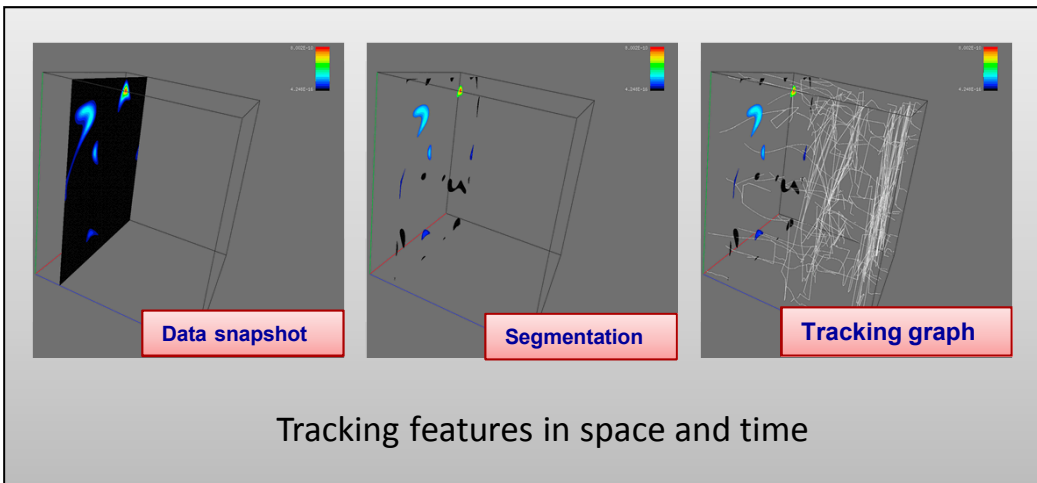 Data snapshot
Segmentation
Tracking graph
Tracking features in space and time